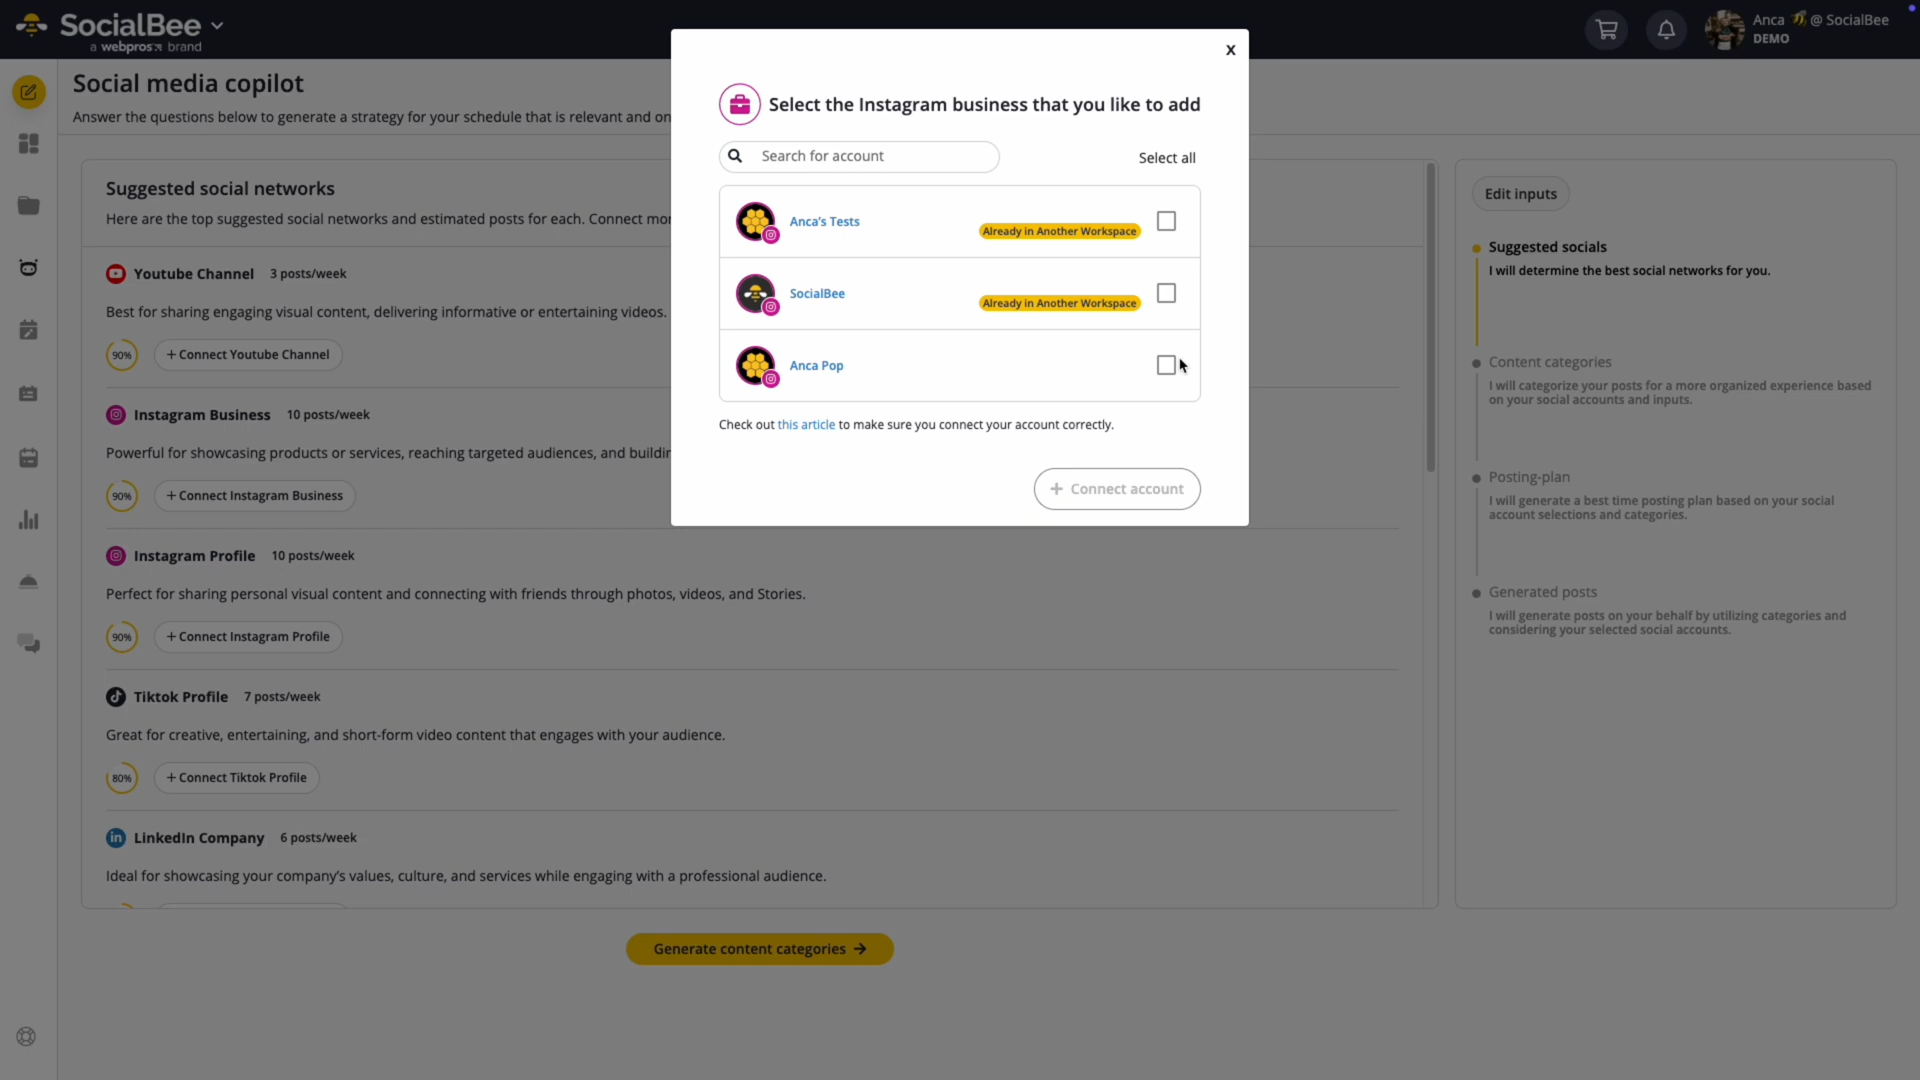 SocialBee
a webpros brand
Anca 🐝 @ SocialBee
DEMO
Social media copilot
Answer the questions below to generate a strategy for your schedule that is relevant and on
Suggested social networks
Here are the top suggested social networks and estimated posts for each. Connect mor
Youtube Channel 3 posts/week
Best for sharing engaging visual content, delivering informative or entertaining videos.
90% + Connect Youtube Channel
Instagram Business 10 posts/week
Powerful for showcasing products or services, reaching targeted audiences, and buildin
90% + Connect Instagram Business
Instagram Profile 10 posts/week
Perfect for sharing personal visual content and connecting with friends through photos, videos, and Stories.
90% + Connect Instagram Profile
Tiktok Profile 7 posts/week
Great for creative, entertaining, and short-form video content that engages with your audience.
80% + Connect Tiktok Profile
LinkedIn Company 6 posts/week
Ideal for showcasing your company's values, culture, and services while engaging with a professional audience.
Generate content categories →
x
Select the Instagram business that you like to add
Search for account
Select all
Anca's Tests
Already in Another Workspace
SocialBee
Already in Another Workspace
Anca Pop
Check out this article to make sure you connect your account correctly.
+ Connect account
Edit inputs
Suggested socials
I will determine the best social networks for you.
Content categories
I will categorize your posts for a more organized experience based
on your social accounts and inputs.
Posting-plan
I will generate a best time posting plan based on your social
account selections and categories.
Generated posts
I will generate posts on your behalf by utilizing categories and
considering your selected social accounts.